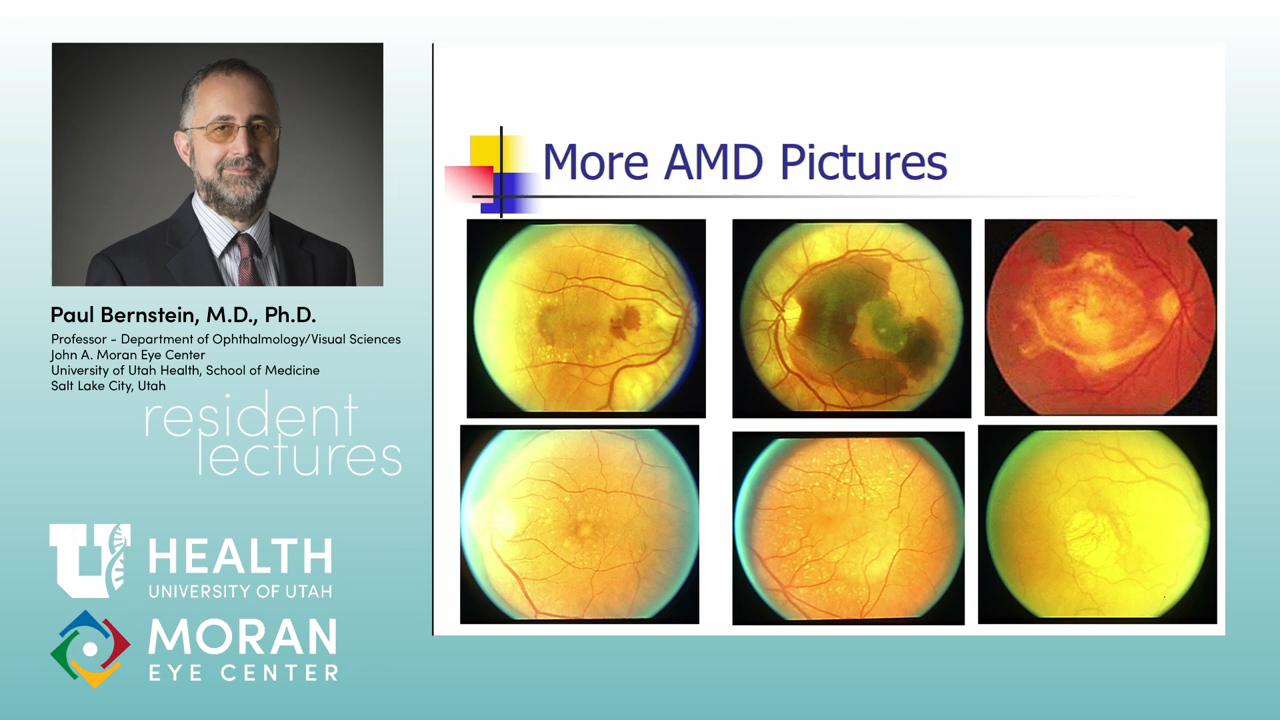 Paul Bernstein, M.D., Ph.D.
Professor - Department of Ophthalmology/Visual Sciences
John A. Moran Eye Center
University of Utah Health, School of Medicine
Salt Lake City, Utah
resident
lectures
U HEALTH
UNIVERSITY OF UTAH
MORAN
EYE CENTER
More AMD Pictures